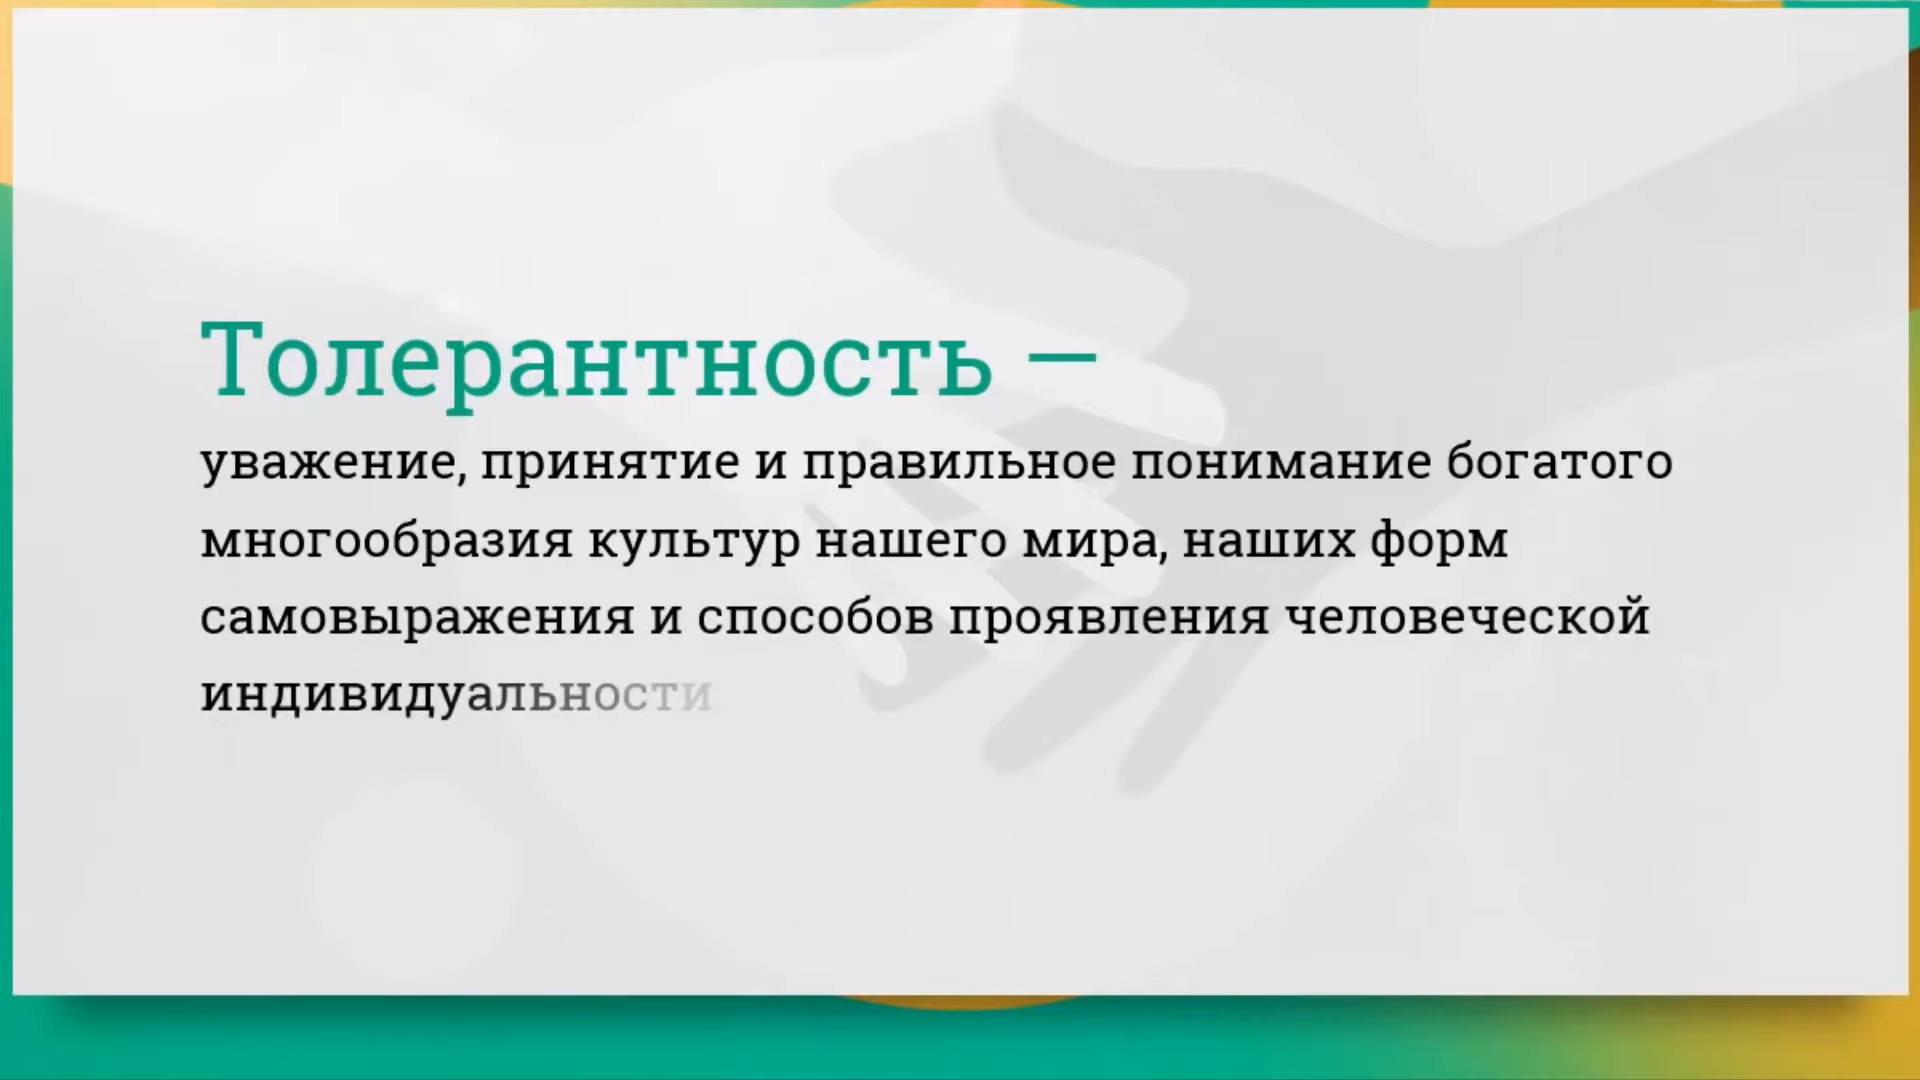 Толерантность —
уважение, принятие и правильное понимание богатого
многообразия культур нашего мира, наших форм
самовыражения и способов проявления человеческой
индивидуальности